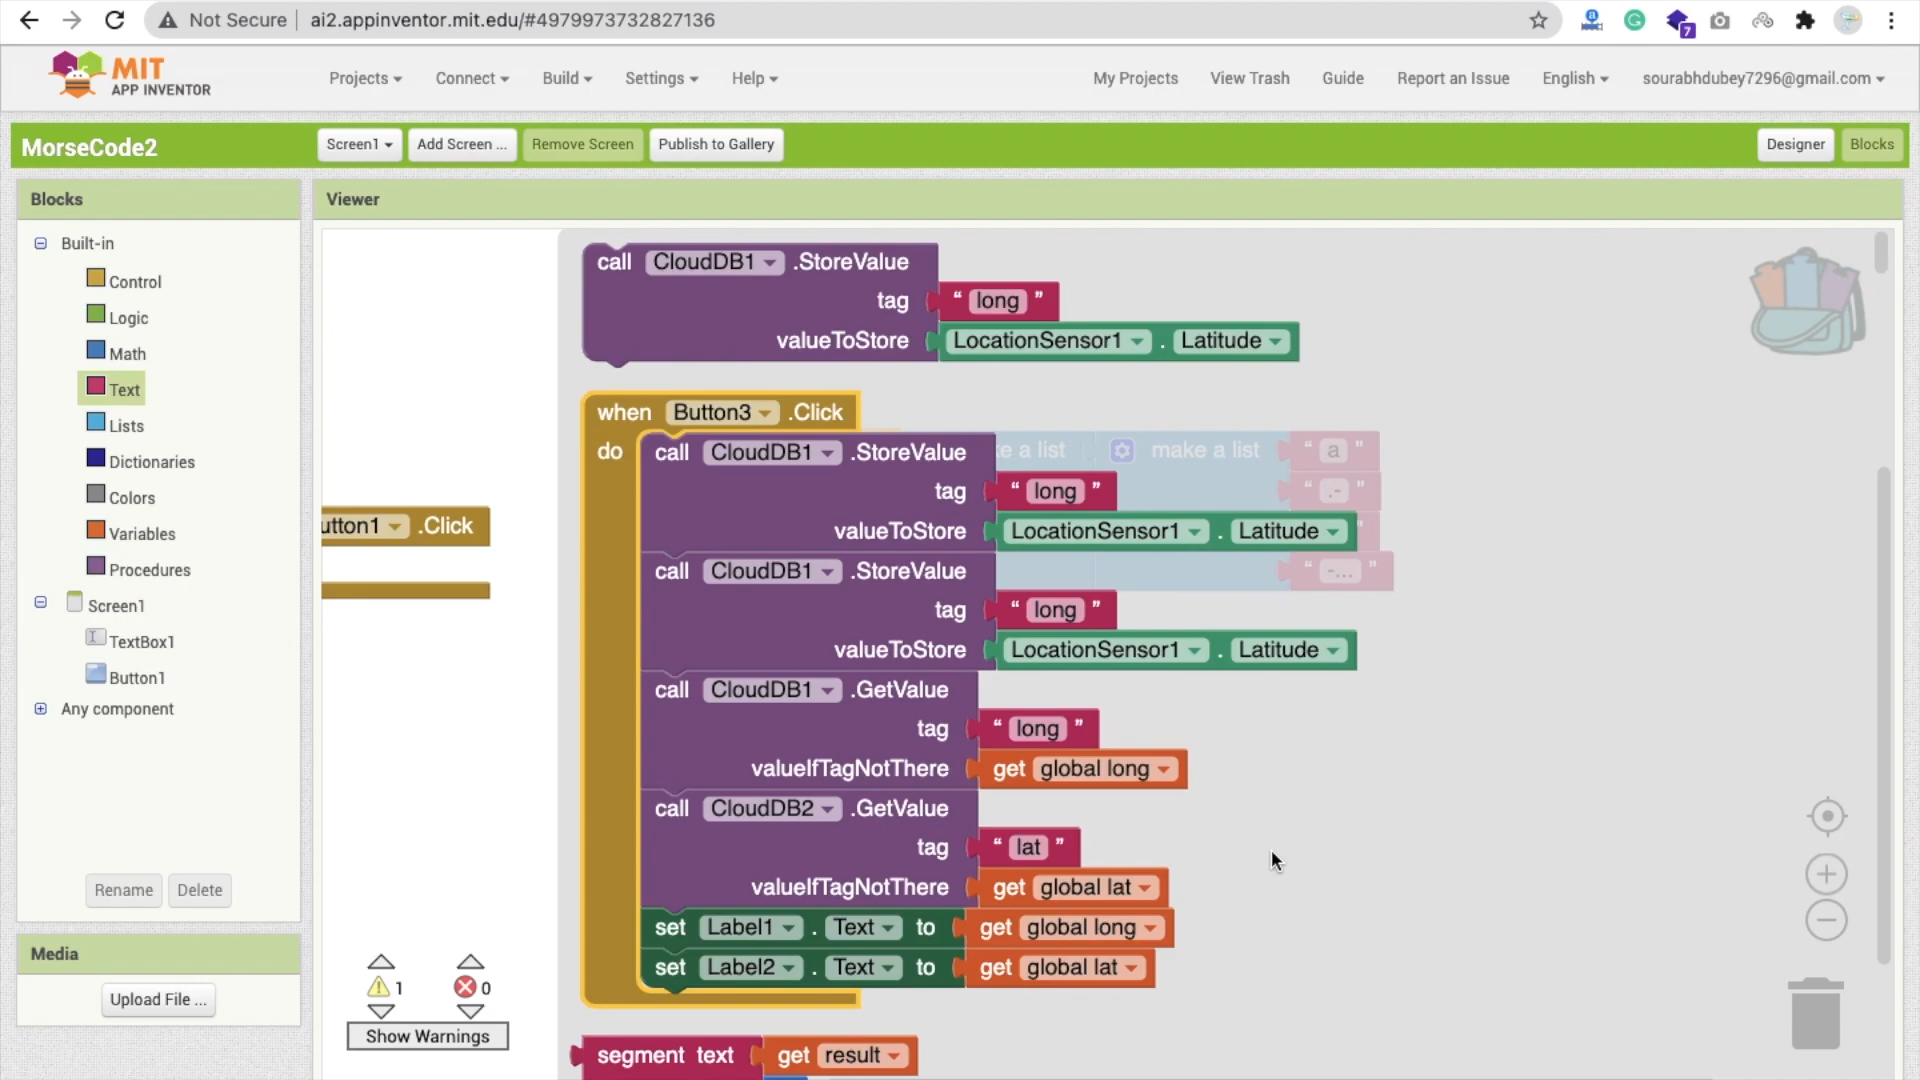 Not Secure | ai2.appinventor.mit.edu/#4979973732827136
7
MIT
APP INVENTOR
Projects Connect Build Settings Help My Projects View Trash Guide Report an Issue English sourabhdubey7296@gmail.com
MorseCode2 Screen1 Add Screen ... Remove Screen Publish to Gallery Designer Blocks
Blocks
Viewer
Built-in
Control
Logic
Math
Text
Lists
Dictionaries
Colors
Variables
Procedures
Screen1
TextBox1
Button1
Any component
Rename Delete
Media
Upload File ...
utton1 .Click
call CloudDB1 .StoreValue
tag “ long ”
valueToStore LocationSensor1 . Latitude
when Button3 .Click
do call CloudDB1 .StoreValue
ke a list make a list “ a ”
tag “ long ”
“ .- ”
valueToStore LocationSensor1 . Latitude
call CloudDB1 .StoreValue
“ -... ”
tag “ long ”
valueToStore LocationSensor1 . Latitude
call CloudDB1 .GetValue
tag “ long ”
valueIfTagNotThere get global long
call CloudDB2 .GetValue
tag “ lat ”
valueIfTagNotThere get global lat
set Label1 . Text to get global long
set Label2 . Text to get global lat
segment text get result
1 0
Show Warnings